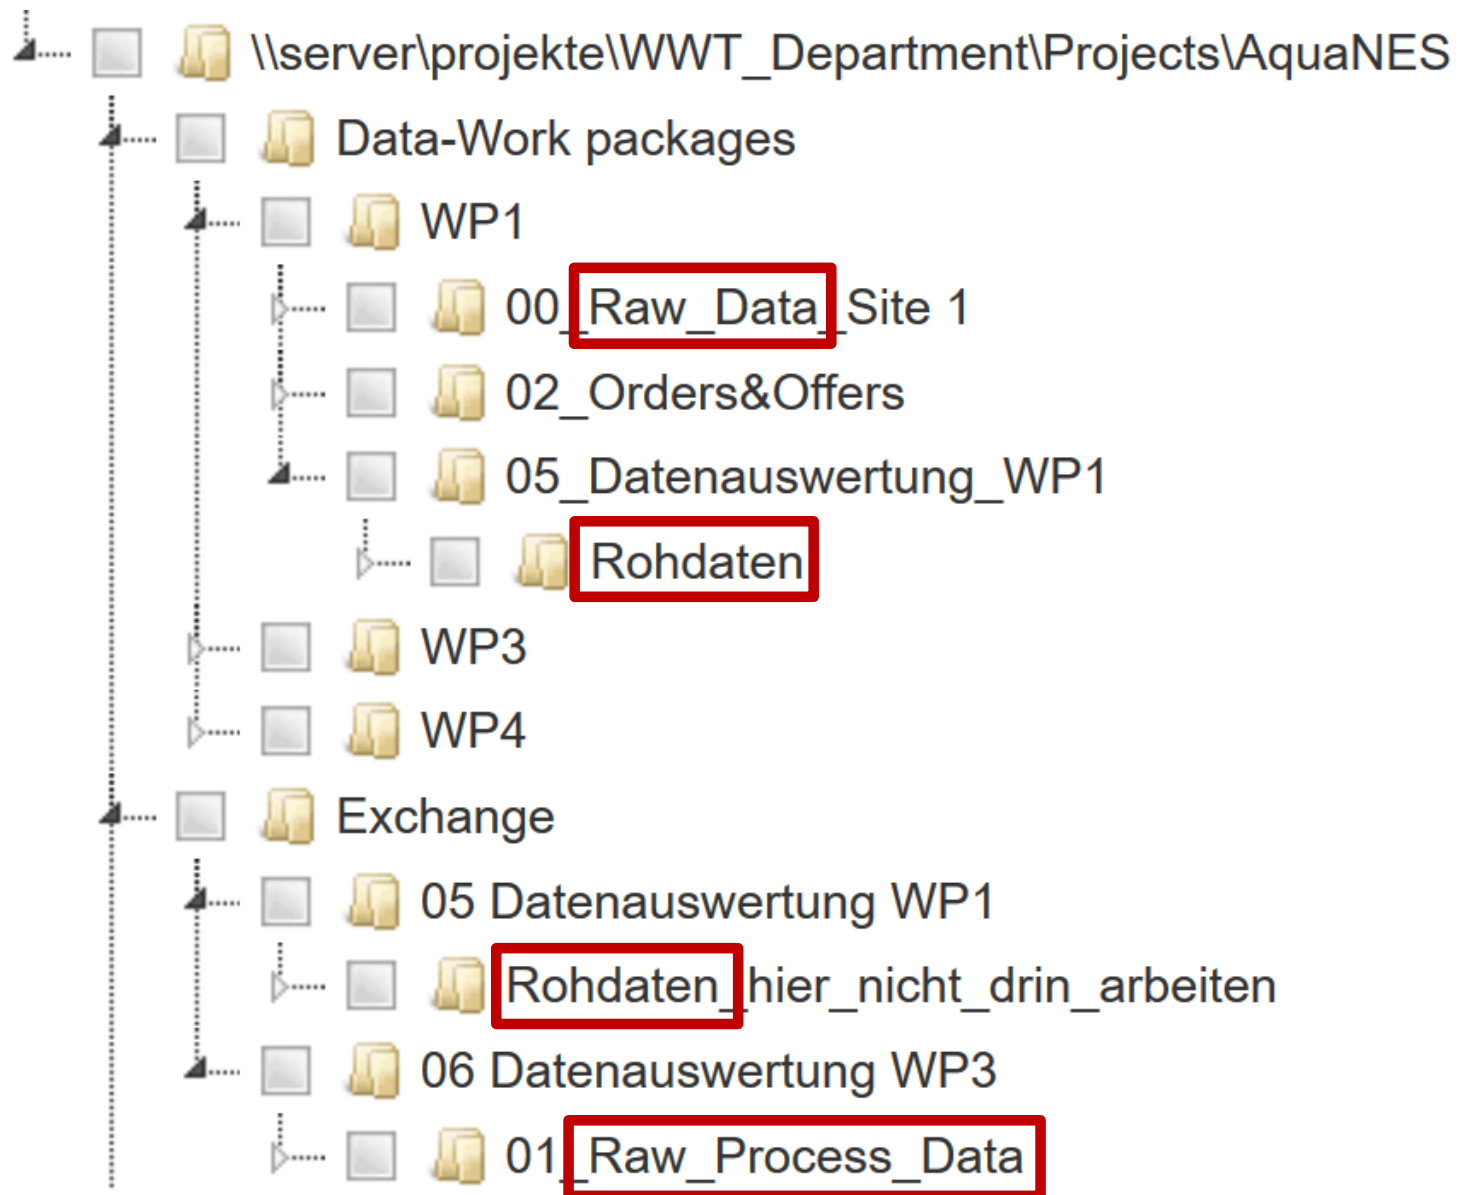 \\server\projekte\WWT_Department\Projects\AquaNES
Data-Work packages
WP1
00_Raw_Data_Site 1
02_Orders&Offers
05_Datenauswertung_WP1
Rohdaten
WP3
WP4
Exchange
05 Datenauswertung WP1
Rohdaten_hier_nicht_drin_arbeiten
06 Datenauswertung WP3
01_Raw_Process_Data